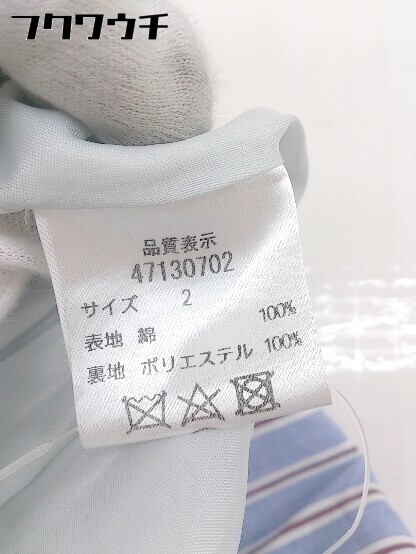 フクワウチ
品質表示
47130702
サイズ 2
表地 綿 100%
裏地 ポリエステル 100%